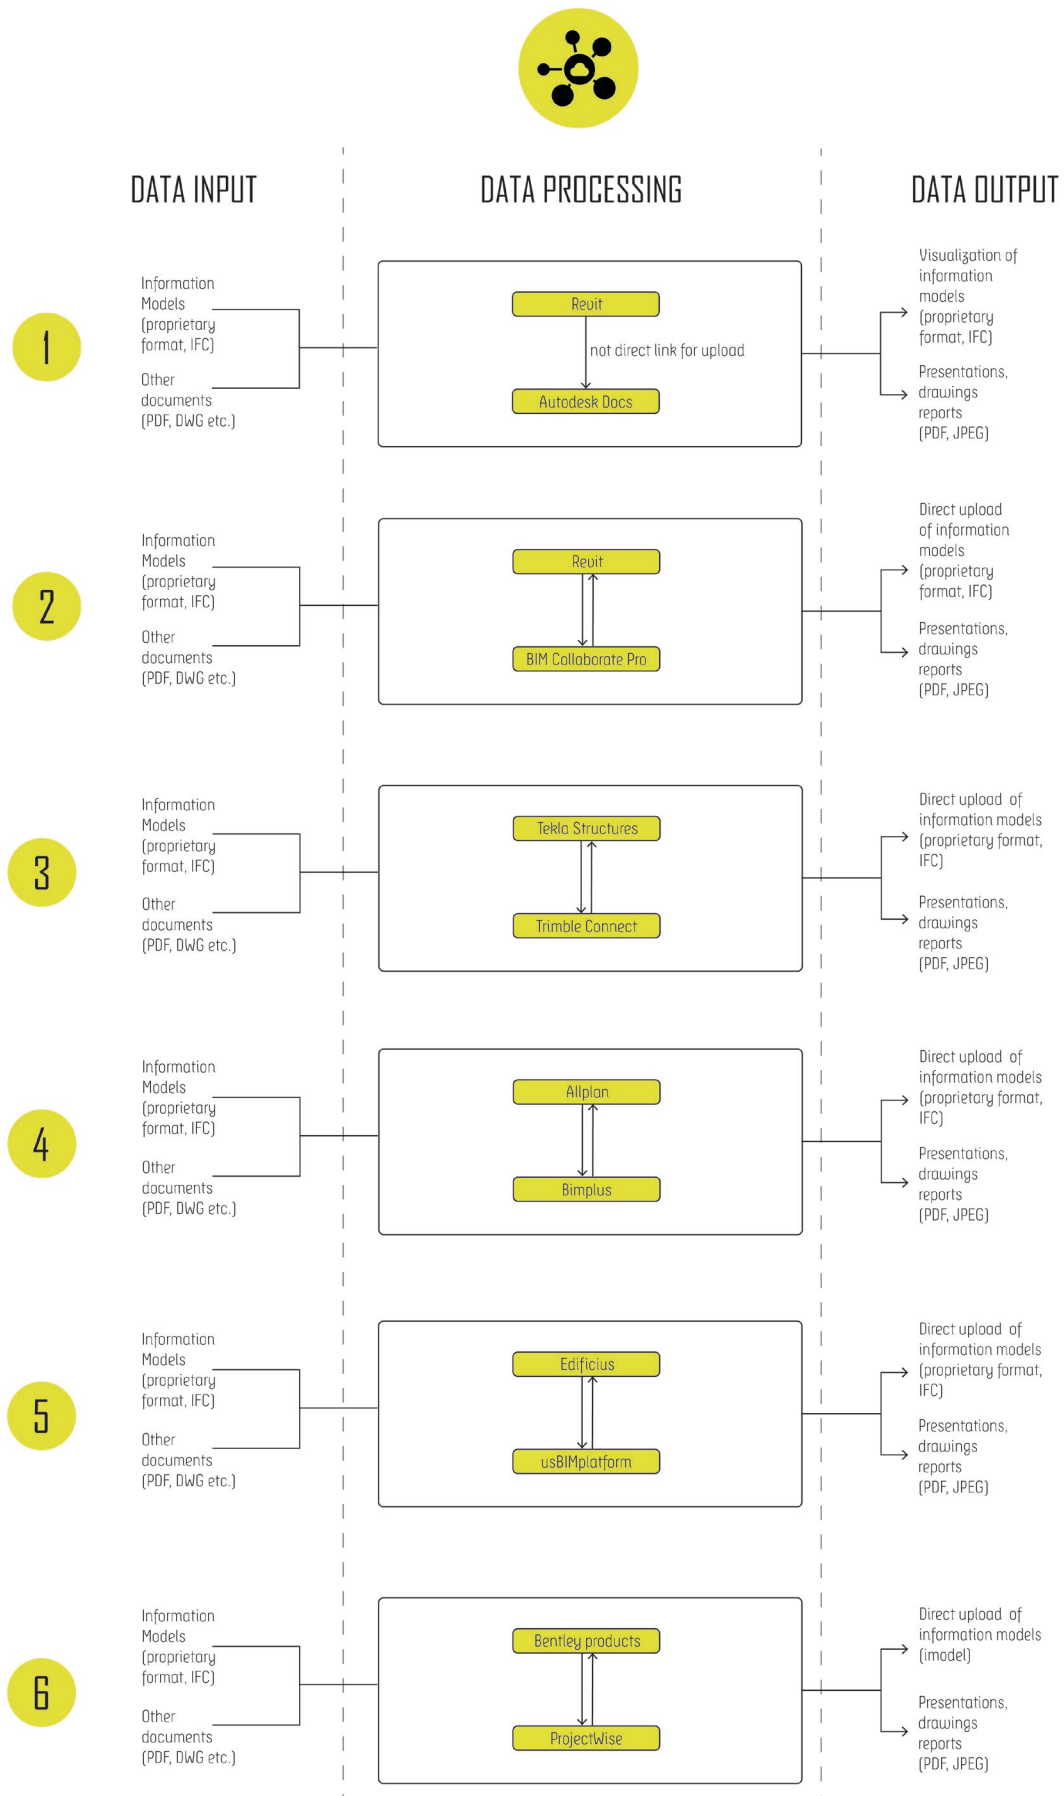 DATA INPUT
DATA PROCESSING
DATA OUTPUT
1
Information
Models
(proprietary
format, IFC)
Other
documents
(PDF, DWG etc.)
Revit
not direct link for upload
Autodesk Docs
Visualization of
information
models
(proprietary
format, IFC)
Presentations,
drawings
reports
(PDF, JPEG)
2
Information
Models
(proprietary
format, IFC)
Other
documents
(PDF, DWG etc.)
Revit
BIM Collaborate Pro
Direct upload
of information
models
(proprietary
format, IFC)
Presentations,
drawings
reports
(PDF, JPEG)
3
Information
Models
(proprietary
format, IFC)
Other
documents
(PDF, DWG etc.)
Tekla Structures
Trimble Connect
Direct upload of
information models
(proprietary format,
IFC)
Presentations,
drawings
reports
(PDF, JPEG)
4
Information
Models
(proprietary
format, IFC)
Other
documents
(PDF, DWG etc.)
Allplan
Bimplus
Direct upload of
information models
(proprietary format,
IFC)
Presentations,
drawings
reports
(PDF, JPEG)
5
Information
Models
(proprietary
format, IFC)
Other
documents
(PDF, DWG etc.)
Edificius
usBIMplatform
Direct upload of
information models
(proprietary format,
IFC)
Presentations,
drawings
reports
(PDF, JPEG)
6
Information
Models
(proprietary
format, IFC)
Other
documents
(PDF, DWG etc.)
Bentley products
ProjectWise
Direct upload of
information models
(imodel)
Presentations,
drawings
reports
(PDF, JPEG)